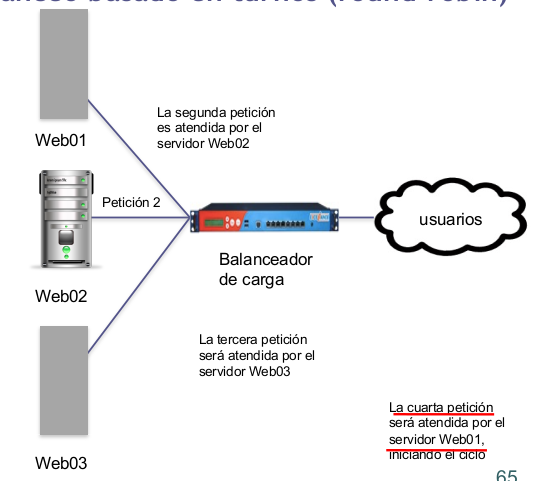 basado en turnos (round robin)
La segunda petición
es atendida por el
servidor Web02
Web01
Petición 2
usuarios
Balanceador
de carga
Web02
La tercera petición
será atendida por el
servidor Web03
La cuarta petición
será atendida por el
servidor Web01,
iniciando el ciclo
Web03
65